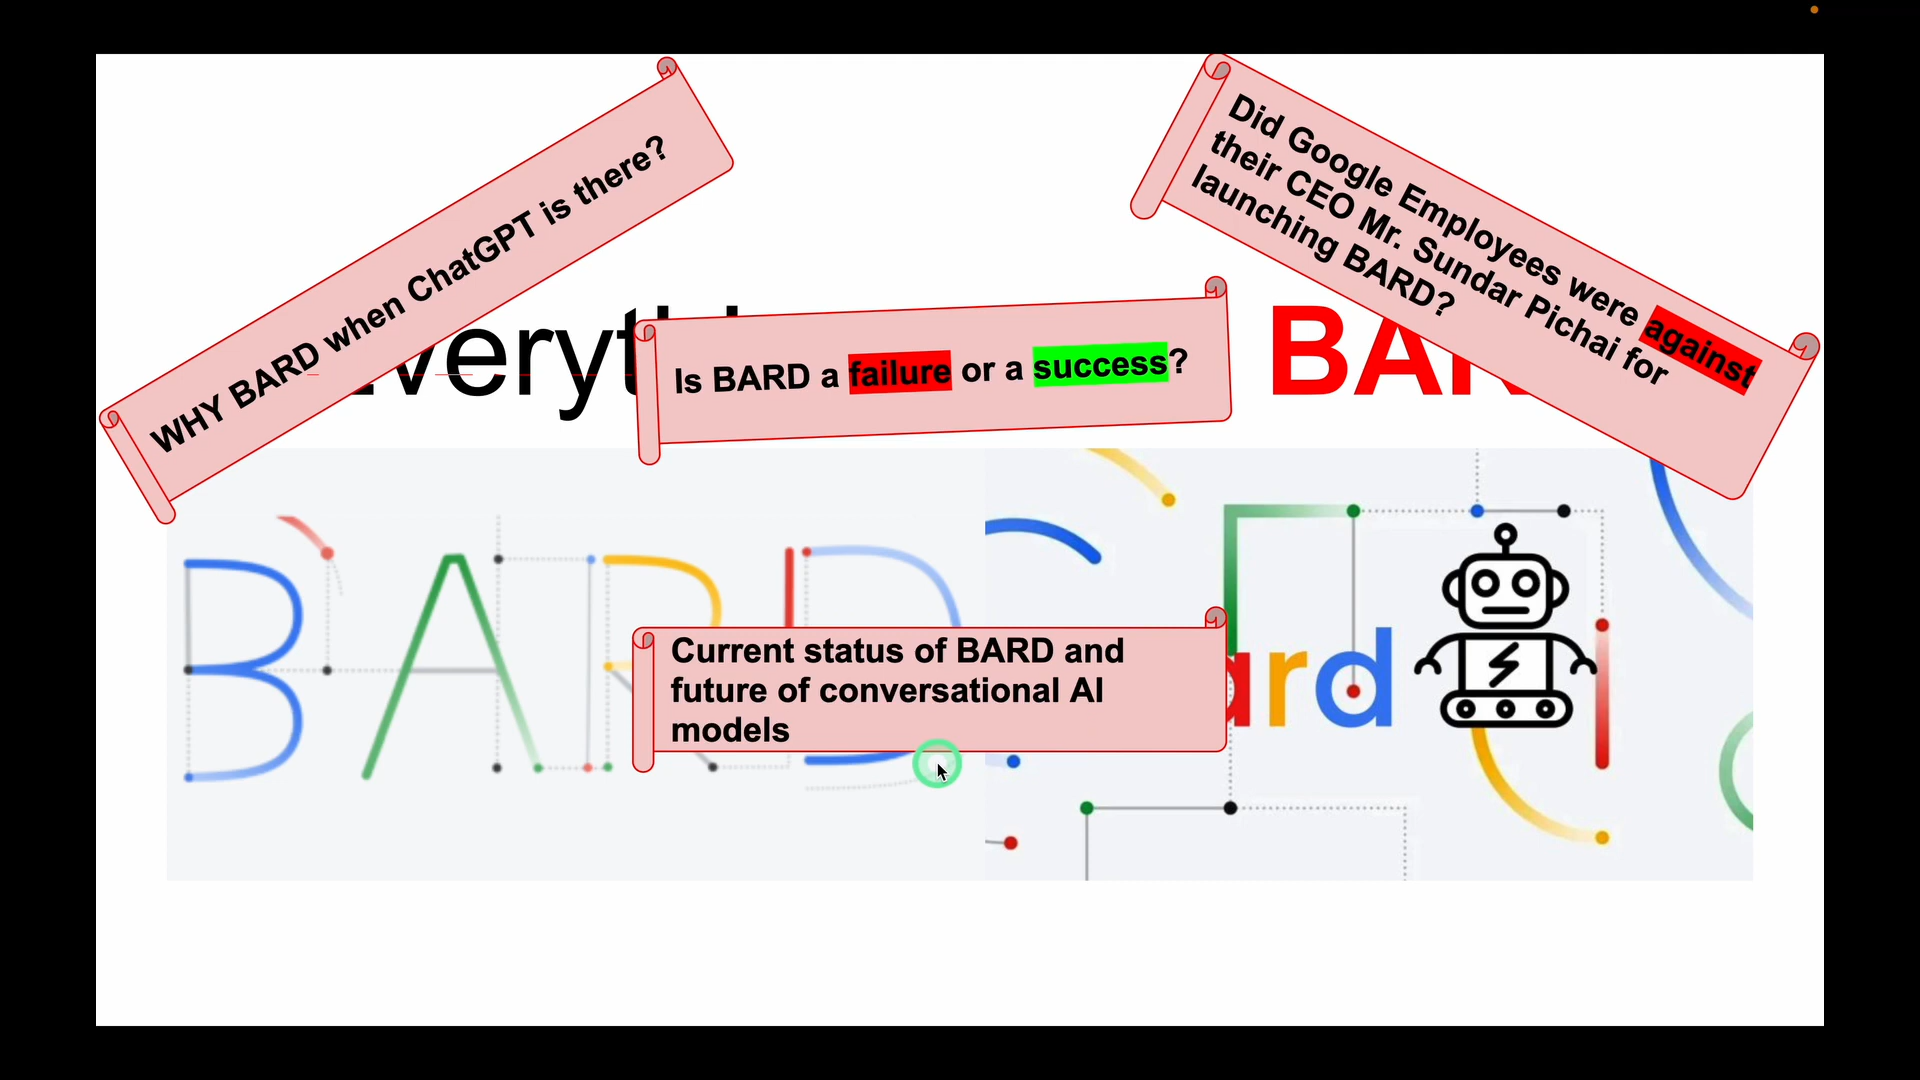 WHY BARD when ChatGPT is there?
Did Google Employees were against
their CEO Mr. Sundar Pichai for
launching BARD?
Is BARD a failure or a success?
BARD
Current status of BARD and
future of conversational AI
models
ard